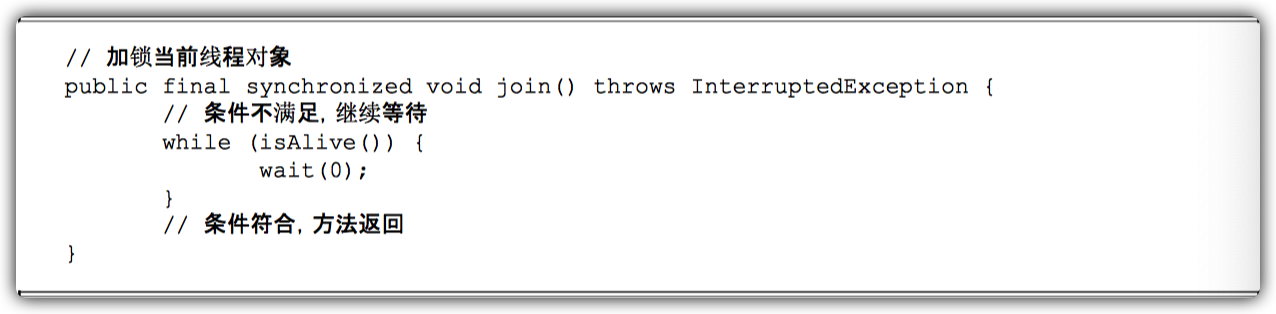 // 加锁当前线程对象
public final synchronized void join() throws InterruptedException {
// 条件不满足, 继续等待
while (isAlive()) {
wait(0);
}
// 条件符合, 方法返回
}